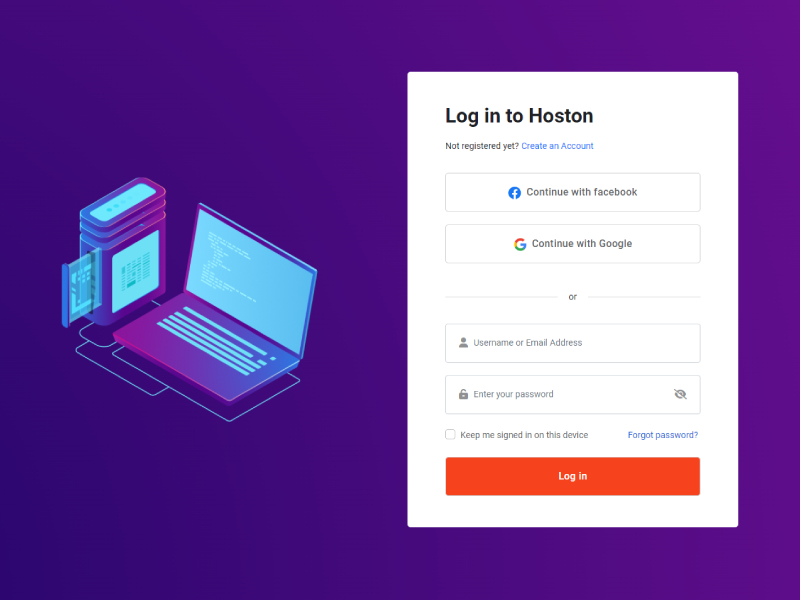 Log in to Hoston
Not registered yet? Create an Account
Continue with facebook
Continue with Google
or
Username or Email Address
Enter your password
Keep me signed in on this device
Forgot password?
Log in